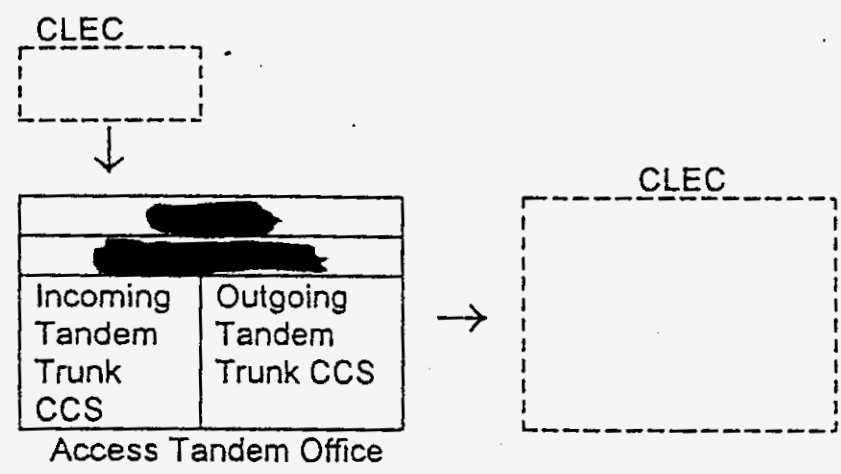 CLEC
CLEC
Incoming
Tandem
Trunk
CCS
Outgoing
Tandem
Trunk CCS
Access Tandem Office